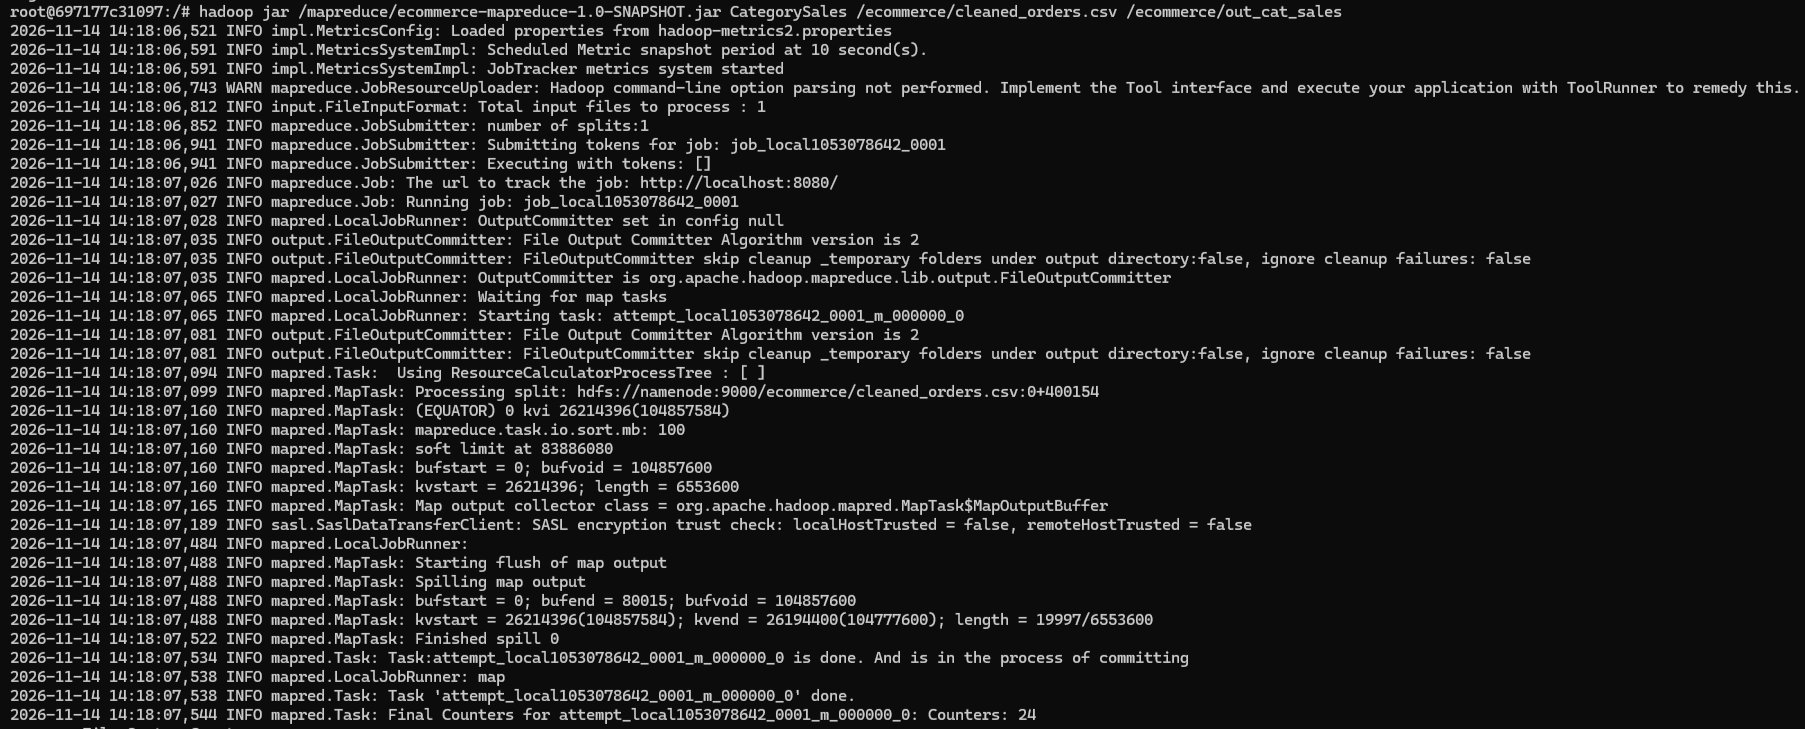 root@697177c31097:/# hadoop jar /mapreduce/ecommerce-mapreduce-1.0-SNAPSHOT.jar CategorySales /ecommerce/cleaned_orders.csv /ecommerce/out_cat_sales
2026-11-14 14:18:06,521 INFO impl.MetricsConfig: Loaded properties from hadoop-metrics2.properties
2026-11-14 14:18:06,591 INFO impl.MetricsSystemImpl: Scheduled Metric snapshot period at 10 second(s).
2026-11-14 14:18:06,591 INFO impl.MetricsSystemImpl: JobTracker metrics system started
2026-11-14 14:18:06,743 WARN mapreduce.JobResourceUploader: Hadoop command-line option parsing not performed. Implement the Tool interface and execute your application with ToolRunner to remedy this.
2026-11-14 14:18:06,812 INFO input.FileInputFormat: Total input files to process : 1
2026-11-14 14:18:06,852 INFO mapreduce.JobSubmitter: number of splits:1
2026-11-14 14:18:06,941 INFO mapreduce.JobSubmitter: Submitting tokens for job: job_local1053078642_0001
2026-11-14 14:18:06,941 INFO mapreduce.JobSubmitter: Executing with tokens: []
2026-11-14 14:18:07,026 INFO mapreduce.Job: The url to track the job: http://localhost:8080/
2026-11-14 14:18:07,027 INFO mapreduce.Job: Running job: job_local1053078642_0001
2026-11-14 14:18:07,028 INFO mapred.LocalJobRunner: OutputCommitter set in config null
2026-11-14 14:18:07,035 INFO output.FileOutputCommitter: File Output Committer Algorithm version is 2
2026-11-14 14:18:07,035 INFO output.FileOutputCommitter: FileOutputCommitter skip cleanup _temporary folders under output directory:false, ignore cleanup failures: false
2026-11-14 14:18:07,035 INFO mapred.LocalJobRunner: OutputCommitter is org.apache.hadoop.mapreduce.lib.output.FileOutputCommitter
2026-11-14 14:18:07,065 INFO mapred.LocalJobRunner: Waiting for map tasks
2026-11-14 14:18:07,065 INFO mapred.LocalJobRunner: Starting task: attempt_local1053078642_0001_m_000000_0
2026-11-14 14:18:07,081 INFO output.FileOutputCommitter: File Output Committer Algorithm version is 2
2026-11-14 14:18:07,081 INFO output.FileOutputCommitter: FileOutputCommitter skip cleanup _temporary folders under output directory:false, ignore cleanup failures: false
2026-11-14 14:18:07,094 INFO mapred.Task:  Using ResourceCalculatorProcessTree : [ ]
2026-11-14 14:18:07,099 INFO mapred.MapTask: Processing split: hdfs://namenode:9000/ecommerce/cleaned_orders.csv:0+400154
2026-11-14 14:18:07,160 INFO mapred.MapTask: (EQUATOR) 0 kvi 26214396(104857584)
2026-11-14 14:18:07,160 INFO mapred.MapTask: mapreduce.task.io.sort.mb: 100
2026-11-14 14:18:07,160 INFO mapred.MapTask: soft limit at 83886080
2026-11-14 14:18:07,160 INFO mapred.MapTask: bufstart = 0; bufvoid = 104857600
2026-11-14 14:18:07,160 INFO mapred.MapTask: kvstart = 26214396; length = 6553600
2026-11-14 14:18:07,165 INFO mapred.MapTask: Map output collector class = org.apache.hadoop.mapred.MapTask$MapOutputBuffer
2026-11-14 14:18:07,189 INFO sasl.SaslDataTransferClient: SASL encryption trust check: localHostTrusted = false, remoteHostTrusted = false
2026-11-14 14:18:07,484 INFO mapred.LocalJobRunner:
2026-11-14 14:18:07,488 INFO mapred.MapTask: Starting flush of map output
2026-11-14 14:18:07,488 INFO mapred.MapTask: Spilling map output
2026-11-14 14:18:07,488 INFO mapred.MapTask: bufstart = 0; bufend = 80015; bufvoid = 104857600
2026-11-14 14:18:07,488 INFO mapred.MapTask: kvstart = 26214396(104857584); kvend = 26194400(104777600); length = 19997/6553600
2026-11-14 14:18:07,522 INFO mapred.MapTask: Finished spill 0
2026-11-14 14:18:07,534 INFO mapred.Task: Task:attempt_local1053078642_0001_m_000000_0 is done. And is in the process of committing
2026-11-14 14:18:07,538 INFO mapred.LocalJobRunner: map
2026-11-14 14:18:07,538 INFO mapred.Task: Task 'attempt_local1053078642_0001_m_000000_0' done.
2026-11-14 14:18:07,544 INFO mapred.Task: Final Counters for attempt_local1053078642_0001_m_000000_0: Counters: 24